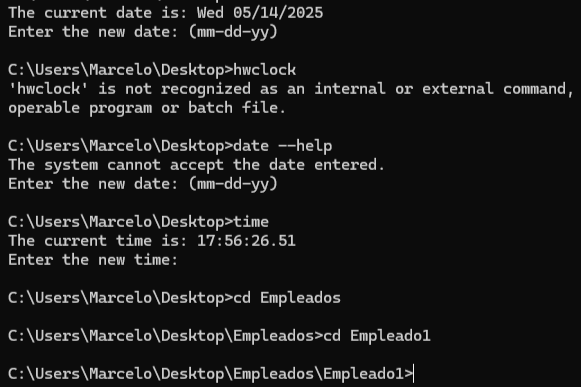 The current date is: Wed 05/14/2025
Enter the new date: (mm-dd-yy)
C:\Users\Marcelo\Desktop>hwclock
'hwclock' is not recognized as an internal or external command,
operable program or batch file.
C:\Users\Marcelo\Desktop>date --help
The system cannot accept the date entered.
Enter the new date: (mm-dd-yy)
C:\Users\Marcelo\Desktop>time
The current time is: 17:56:26.51
Enter the new time:
C:\Users\Marcelo\Desktop>cd Empleados
C:\Users\Marcelo\Desktop\Empleados>cd Empleado1
C:\Users\Marcelo\Desktop\Empleados\Empleado1>